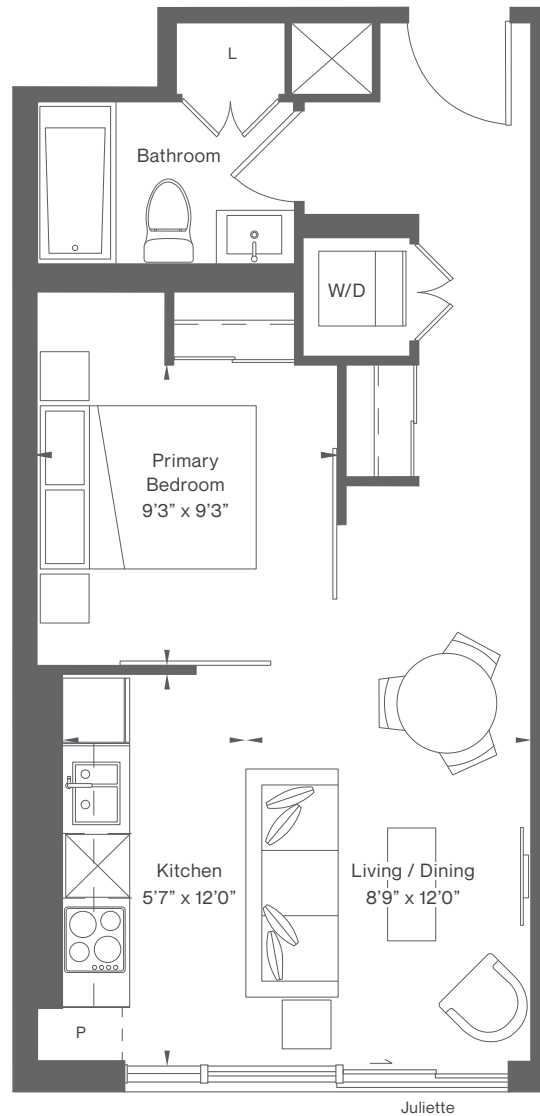 L
Bathroom
W/D
Primary
Bedroom
9’3” x 9’3”
Kitchen
5’7” x 12’0”
Living / Dining
8’9” x 12’0”
P
Juliette